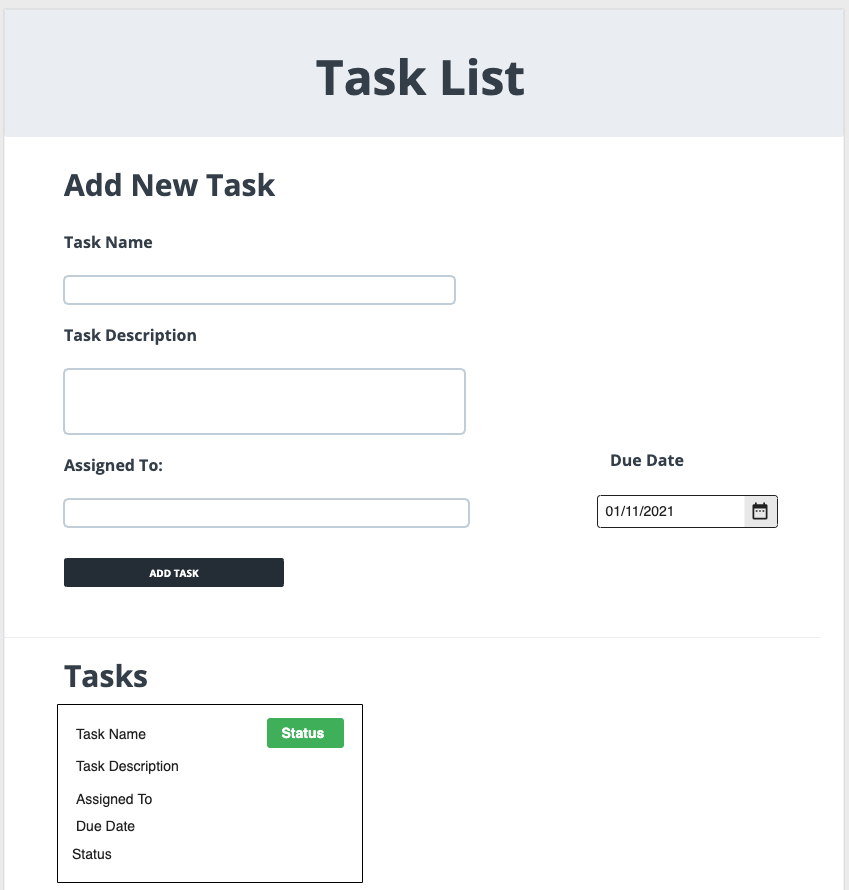 Task List
Add New Task
Task Name
Task Description
Assigned To:
Due Date
01/11/2021
ADD TASK
Tasks
Task Name
Status
Task Description
Assigned To
Due Date
Status